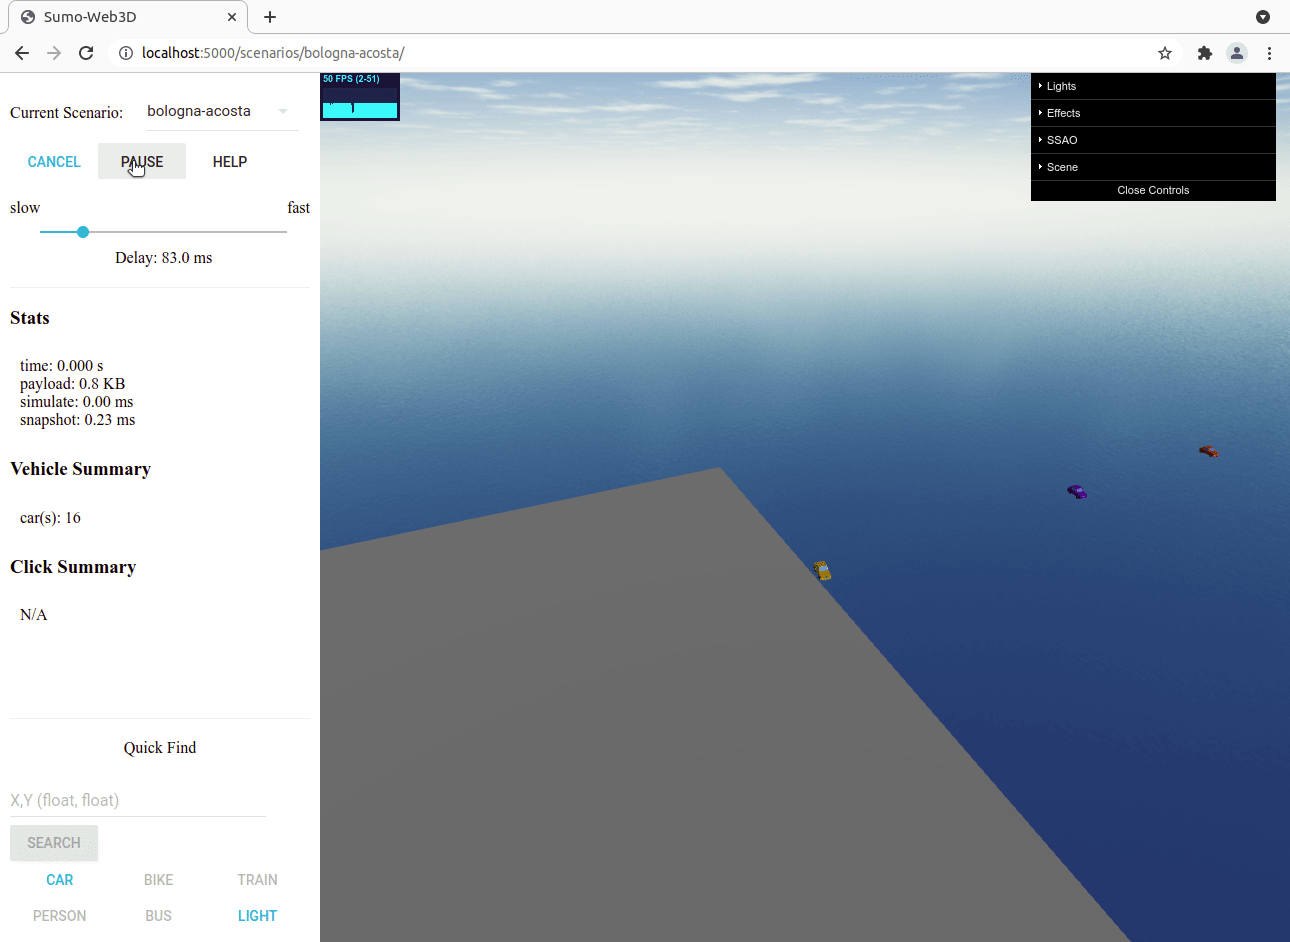 Sumo-Web3D
localhost:5000/scenarios/bologna-acosta/
50 FPS (2-51)
Current Scenario: bologna-acosta
CANCEL PAUSE HELP
slow fast
Delay: 83.0 ms
Stats
time: 0.000 s
payload: 0.8 KB
simulate: 0.00 ms
snapshot: 0.23 ms
Vehicle Summary
car(s): 16
Click Summary
N/A
Quick Find
X,Y (float, float)
SEARCH
CAR BIKE TRAIN
PERSON BUS LIGHT
Lights
Effects
SSAO
Scene
Close Controls